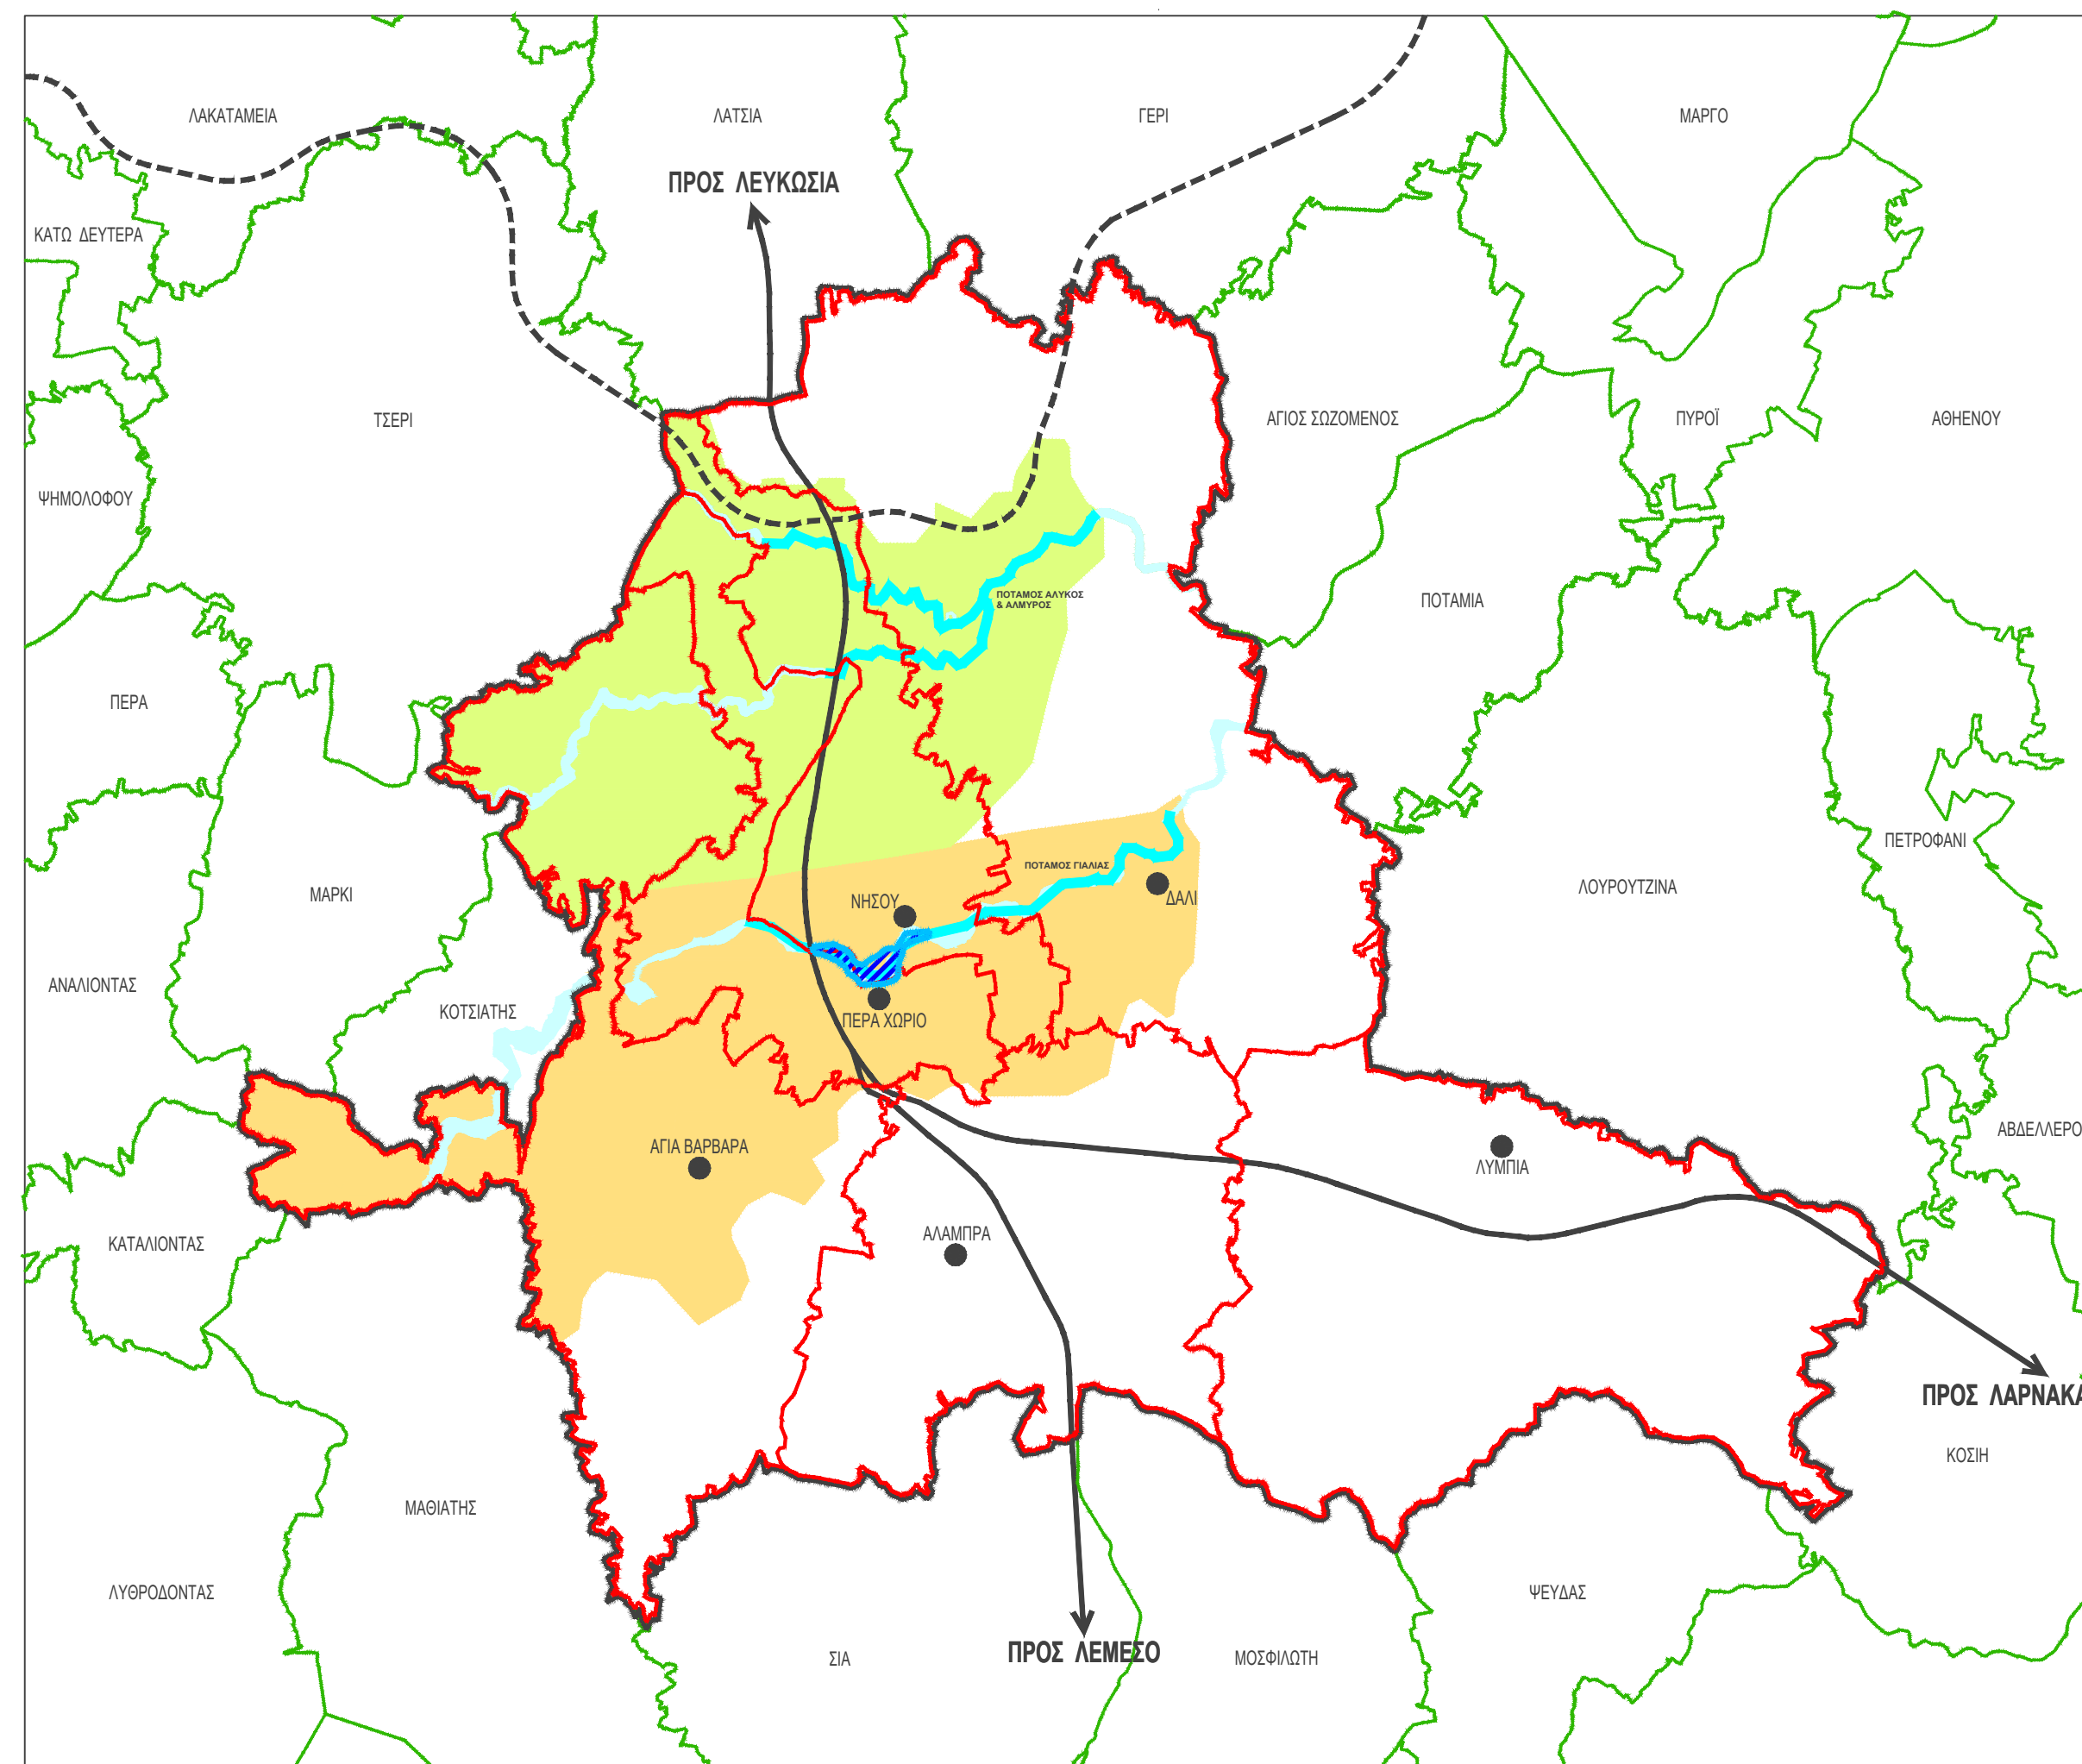 ΛΑΚΑΤΑΜΕΙΑ
ΛΑΤΣΙΑ
ΓΕΡΙ
ΜΑΡΓΟ
ΠΡΟΣ ΛΕΥΚΩΣΙΑ
ΚΑΤΩ ΔΕΥΤΕΡΑ
ΤΣΕΡΙ
ΑΓΙΟΣ ΣΩΖΟΜΕΝΟΣ
ΠΥΡΟΪ
ΑΘΗΕΝΟΥ
ΨΗΜΟΛΟΦΟΥ
ΠΟΤΑΜΟΣ ΑΛΥΚΟΣ
& ΑΛΜΥΡΟΣ
ΠΟΤΑΜΙΑ
ΠΕΡΑ
ΠΕΤΡΟΦΑΝΙ
ΠΟΤΑΜΟΣ ΓΙΑΛΙΑΣ
ΛΟΥΡΟΥΤΖΙΝΑ
ΜΑΡΚΙ
ΔΑΛΙ
ΝΗΣΟΥ
ΑΝΑΛΙΟΝΤΑΣ
ΚΟΤΣΙΑΤΗΣ
ΠΕΡΑ ΧΩΡΙΟ
ΑΒΔΕΛΛΕΡΟ
ΑΓΙΑ ΒΑΡΒΑΡΑ
ΛΥΜΠΙΑ
ΚΑΤΑΛΙΟΝΤΑΣ
ΑΛΑΜΠΡΑ
ΠΡΟΣ ΛΑΡΝΑΚΑ
ΚΟΣΙΗ
ΜΑΘΙΑΤΗΣ
ΛΥΘΡΟΔΟΝΤΑΣ
ΨΕΥΔΑΣ
ΠΡΟΣ ΛΕΜΕΣΟ
ΣΙΑ
ΜΟΣΦΙΛΩΤΗ